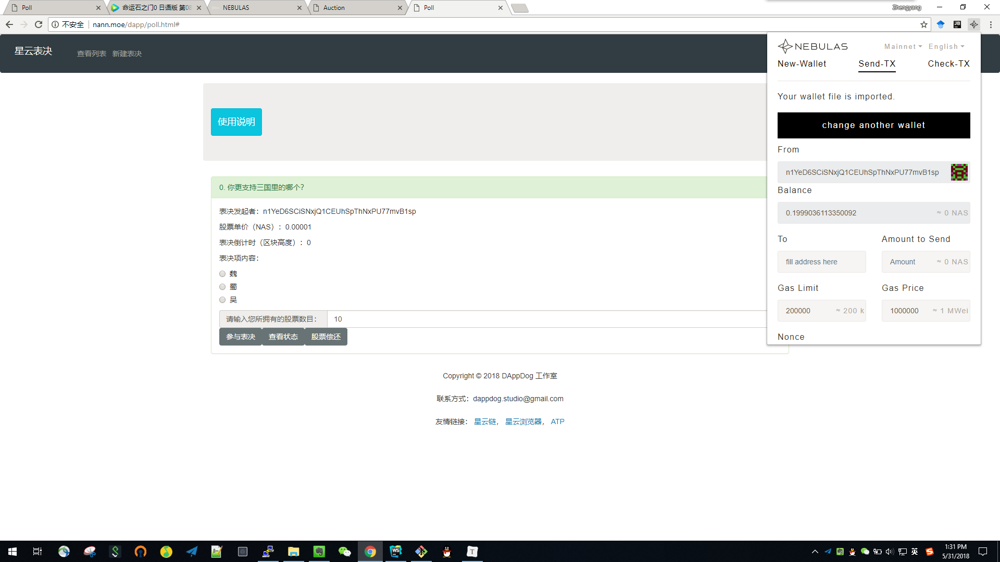 Poll
命运石之门0 日语版 第08
NEBULAS
Auction
Poll
Zhengyang
不安全
nann.moe/dapp/poll.html#
星云表决
查看列表
新建表决
使用说明
0. 你更支持三国里的哪个？
表决发起者：n1YeD6SCiSNxjQ1CEUhSpThNxPU77mvB1sp
股票单价（NAS）：0.00001
表决倒计时（区块高度）：0
表决项内容：
魏
蜀
吴
请输入您所拥有的股票数目：
10
参与表决
查看状态
股票偿还
Copyright © 2018 DAppDog 工作室
联系方式：dappdog.studio@gmail.com
友情链接： 星云链， 星云浏览器， ATP
NEBULAS
Mainnet
English
New-Wallet
Send-TX
Check-TX
Your wallet file is imported.
change another wallet
From
n1YeD6SCiSNxjQ1CEUhSpThNxPU77mvB1sp
Balance
0.1999036113350092
≈ 0 NAS
To
Amount to Send
fill address here
Amount
≈ 0 NAS
Gas Limit
Gas Price
200000
≈ 200 k
1000000
≈ 1 MWei
Nonce
英
1:31 PM
5/31/2018